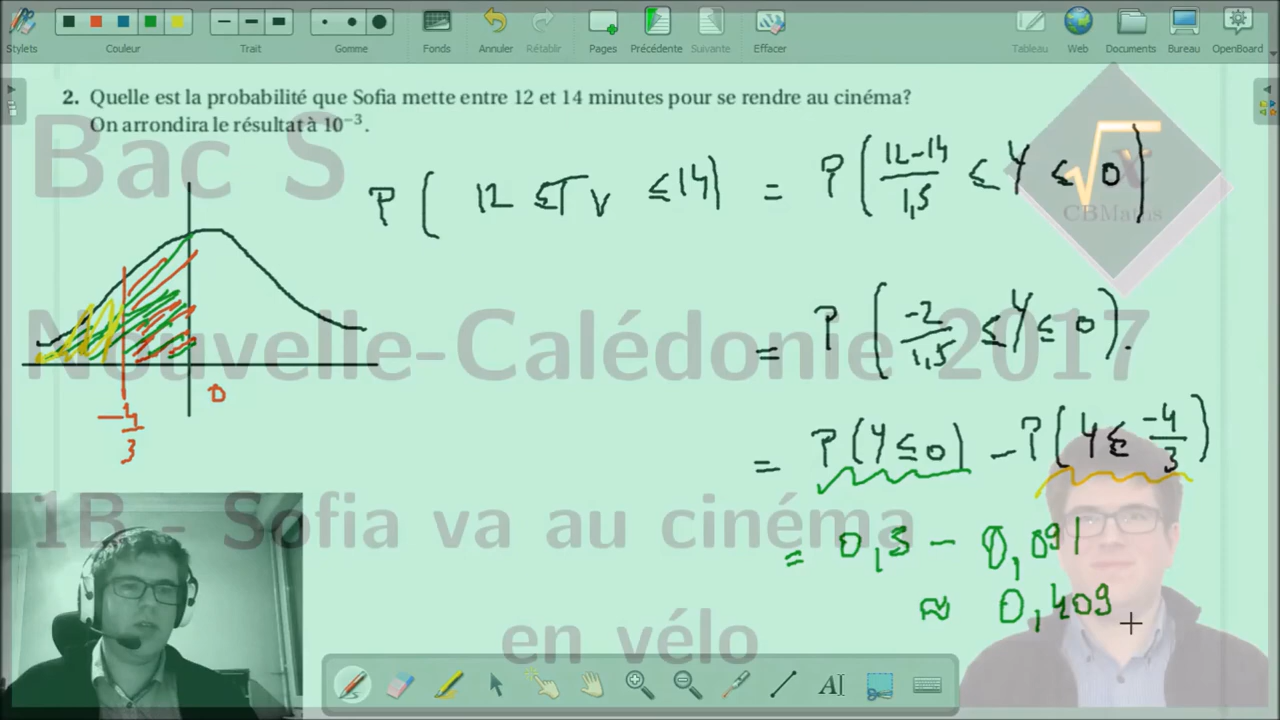 Stylets Couleur Trait Gomme Fonds Annuler Rétablir Pages Précédente Suivante Effacer Tableau Web Documents Bureau OpenBoard
2. Quelle est la probabilité que Sofia mette entre 12 et 14 minutes pour se rendre au cinéma?
On arrondira le résultat à 10⁻³.
Bac S
P( 12 ≤ Tv ≤ 14) = P( (12-14)/1,5 ≤ Y ≤ 0 )
√x
CBMaths
= P( -2/1,5 ≤ Y ≤ 0 ).
Nouvelle-Calédonie 2017
-4/3 0
= P(Y ≤ 0) - P( Y ≤ -4/3 )
1B - Sofia va au cinéma
= 0,5 - 0,091
≈ 0,409
en vélo
AI